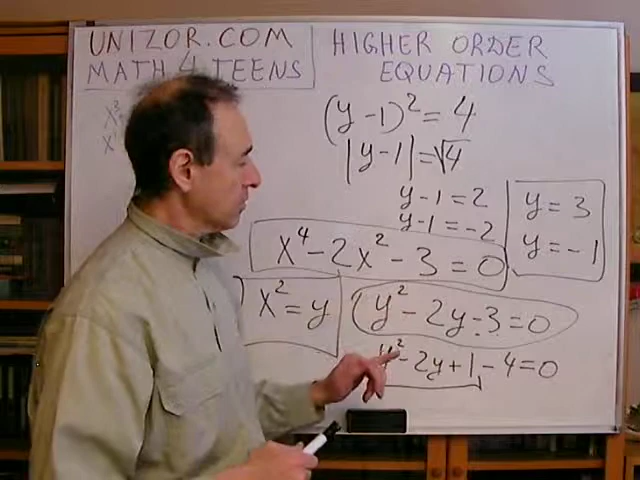 UNIZOR.COM
MATH 4 TEENS
HIGHER ORDER
EQUATIONS
(y-1)² = 4
|y-1| = √4
y-1 = 2
y-1 = -2
y = 3
y = -1
x⁴ - 2x² - 3 = 0
x² = y
y² - 2y - 3 = 0
y² - 2y + 1 - 4 = 0